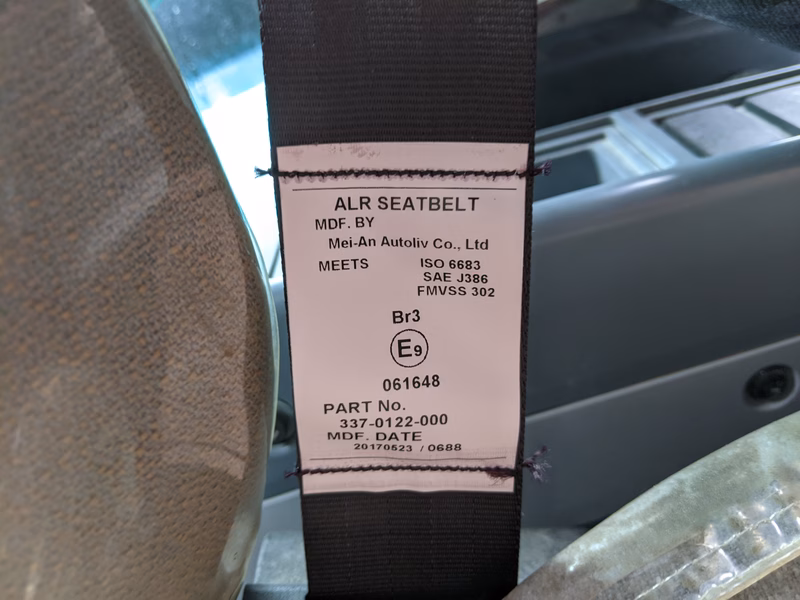 ALR SEATBELT
MDF. BY
Mei-An Autoliv Co., Ltd
MEETS ISO 6683
SAE J386
FMVSS 302
Br3
E9
061648
PART No.
337-0122-000
MDF. DATE
20170523 / 0688